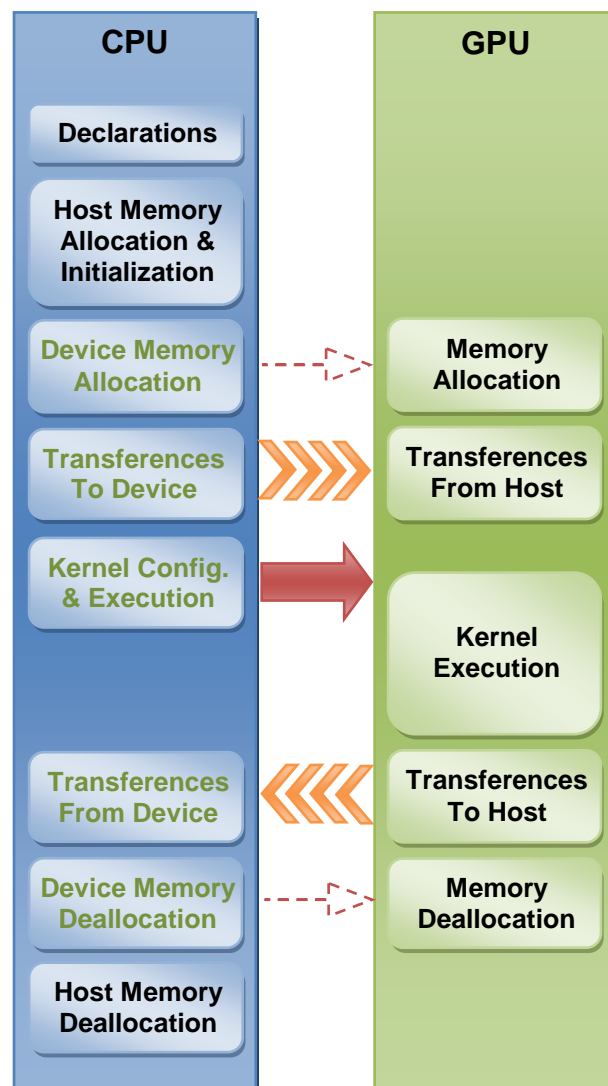 CPU
Declarations
Host Memory
Allocation &
Initialization
Device Memory
Allocation
Transferences
To Device
Kernel Config.
& Execution
Transferences
From Device
Device Memory
Deallocation
Host Memory
Deallocation
GPU
Memory
Allocation
Transferences
From Host
Kernel
Execution
Transferences
To Host
Memory
Deallocation